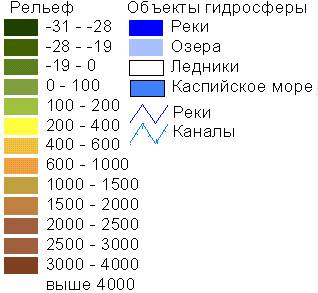 Рельеф
-31 - -28
-28 - -19
-19 - 0
0 - 100
100 - 200
200 - 400
400 - 600
600 - 1000
1000 - 1500
1500 - 2000
2000 - 2500
2500 - 3000
3000 - 4000
выше 4000
Объекты гидросферы
Реки
Озера
Ледники
Каспийское море
Реки
Каналы